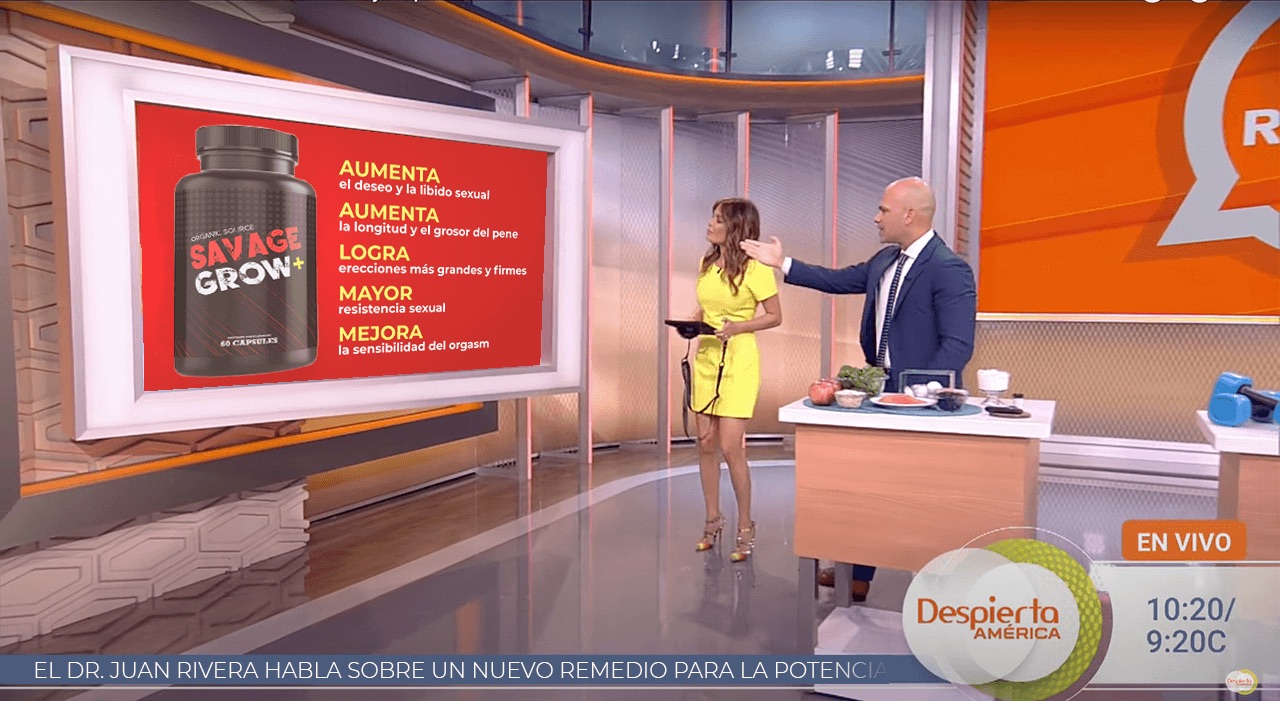 AUMENTA
el deseo y la libido sexual
AUMENTA
la longitud y el grosor del pene
LOGRA
erecciones más grandes y firmes
MAYOR
resistencia sexual
MEJORA
la sensibilidad del orgasm
ORGANIC SOURCE
SAVAGE
GROW+
60 CAPSULES
R
EN VIVO
Despierta
AMÉRICA
10:20/
9:20C
EL DR. JUAN RIVERA HABLA SOBRE UN NUEVO REMEDIO PARA LA POTENCIA
Despierta
AMÉRICA